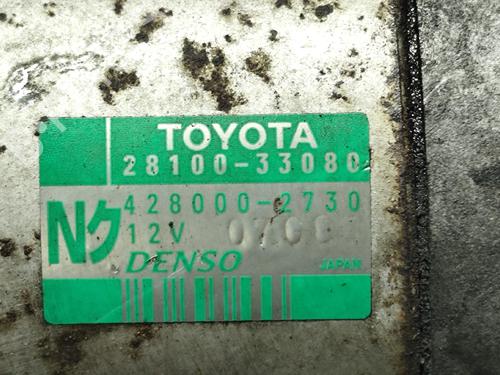 TOYOTA
28100-33080
428000-2730
Nク
12V
DENSO
JAPAN